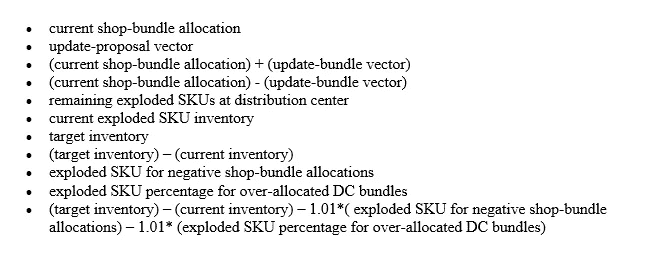 • current shop-bundle allocation
• update-proposal vector
• (current shop-bundle allocation) + (update-bundle vector)
• (current shop-bundle allocation) - (update-bundle vector)
• remaining exploded SKUs at distribution center
• current exploded SKU inventory
• target inventory
• (target inventory) – (current inventory)
• exploded SKU for negative shop-bundle allocations
• exploded SKU percentage for over-allocated DC bundles
• (target inventory) – (current inventory) – 1.01*( exploded SKU for negative shop-bundle
allocations) – 1.01* (exploded SKU percentage for over-allocated DC bundles)